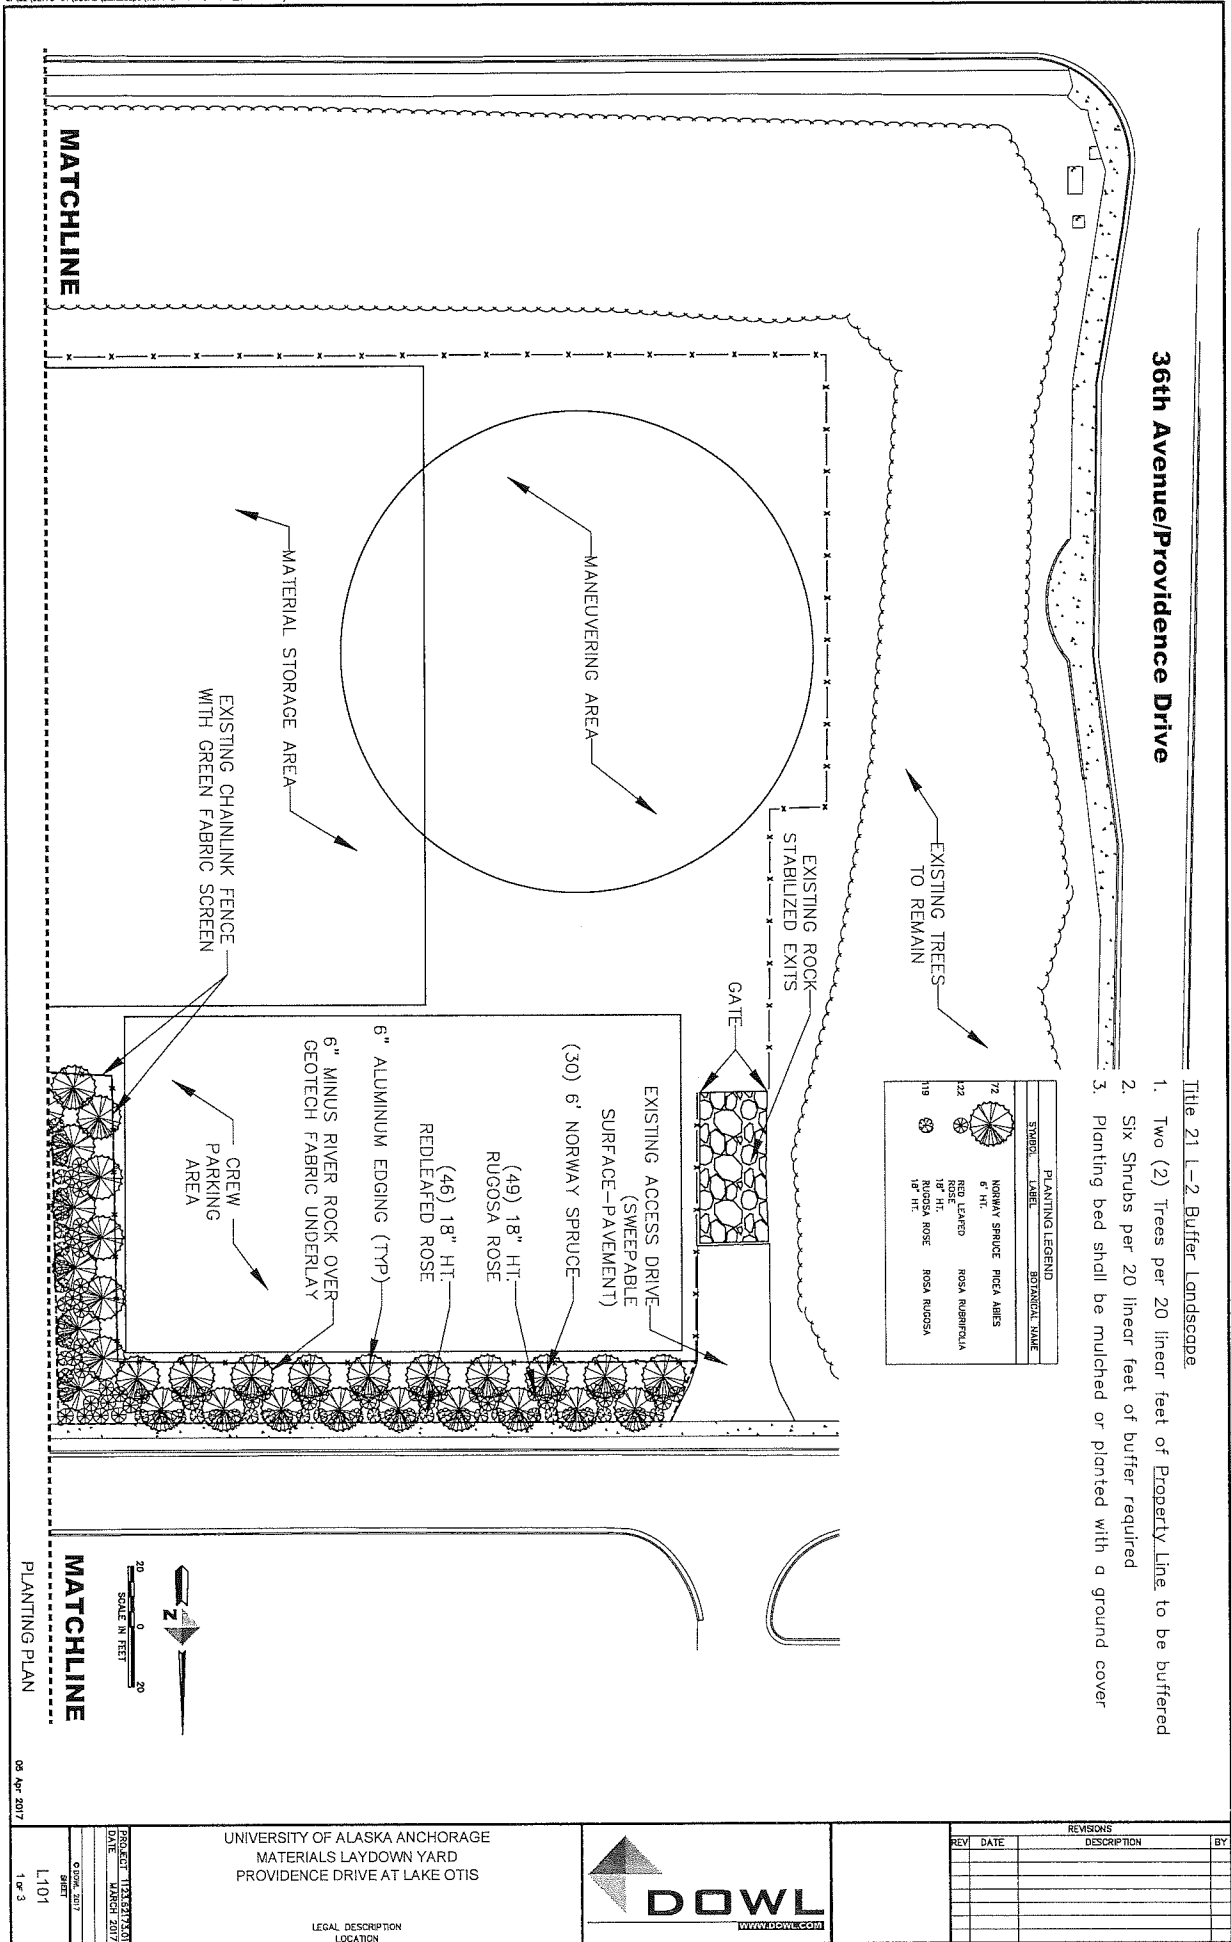 36th Avenue/Providence Drive
MATCHLINE
Title 21 L-2 Buffer Landscape
1. Two (2) Trees per 20 linear feet of Property Line to be buffered
2. Six Shrubs per 20 linear feet of buffer required
3. Planting bed shall be mulched or planted with a ground cover
PLANTING LEGEND
SYMBOL LABEL BOTANICAL NAME
72 NORWAY SPRUCE PICEA ABIES
6' HT.
122 RED LEAFED ROSA RUBRIFOLIA
ROSE
18" HT.
119 RUGOSA ROSE ROSA RUGOSA
18" HT.
EXISTING TREES
TO REMAIN
EXISTING ROCK
STABILIZED EXITS
GATE
MANEUVERING AREA
MATERIAL STORAGE AREA
EXISTING CHAINLINK FENCE
WITH GREEN FABRIC SCREEN
EXISTING ACCESS DRIVE
(SWEEPABLE
SURFACE-PAVEMENT)
(30) 6' NORWAY SPRUCE
(49) 18" HT.
RUGOSA ROSE
(46) 18" HT.
REDLEAFED ROSE
6" ALUMINUM EDGING (TYP)
6" MINUS RIVER ROCK OVER
GEOTECH FABRIC UNDERLAY
CREW
PARKING
AREA
N
20 0 20
SCALE IN FEET
MATCHLINE
PLANTING PLAN
06 Apr 2017
REVISIONS
REV DATE DESCRIPTION BY
DOWL
WWW.DOWL.COM
UNIVERSITY OF ALASKA ANCHORAGE
MATERIALS LAYDOWN YARD
PROVIDENCE DRIVE AT LAKE OTIS
LEGAL DESCRIPTION
LOCATION
PROJECT 1123.62173.01
DATE MARCH 2017
© DOWL 2017
SHEET
L101
1 OF 3